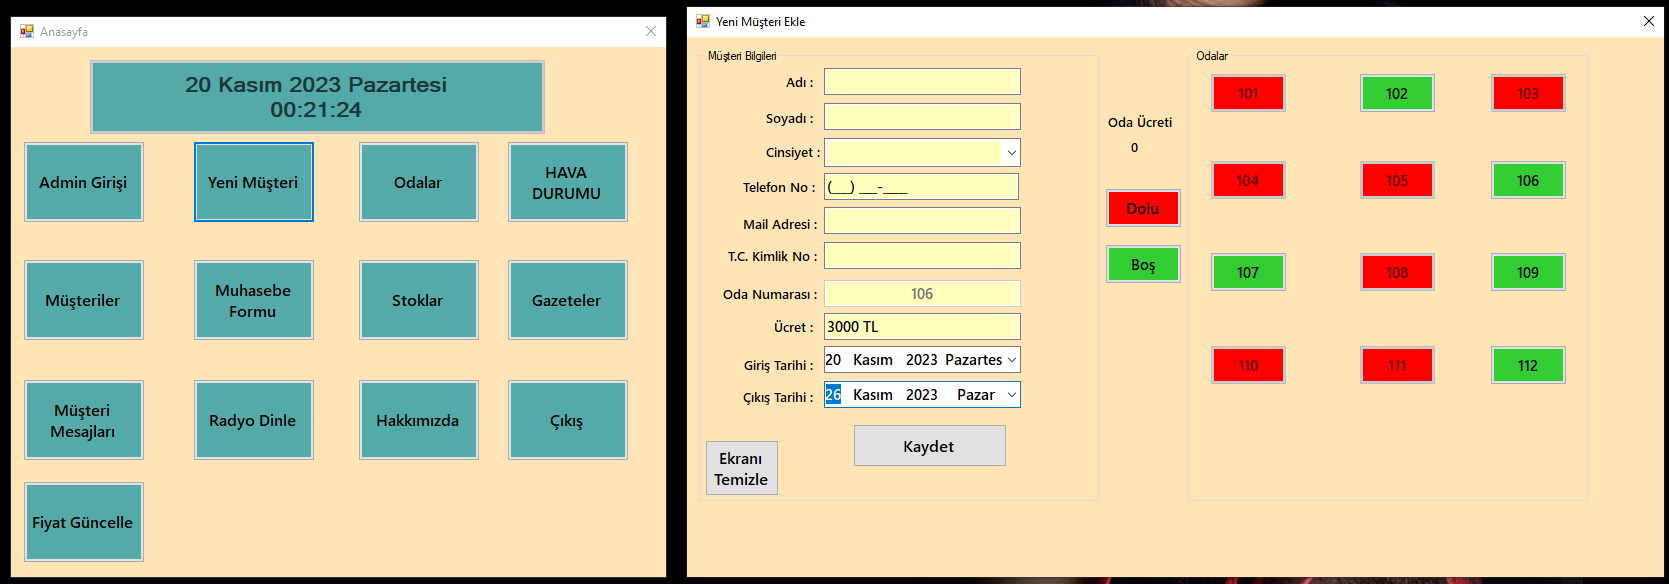 Anasayfa
20 Kasım 2023 Pazartesi
00:21:24
Admin Girişi
Yeni Müşteri
Odalar
HAVA
DURUMU
Müşteriler
Muhasebe
Formu
Stoklar
Gazeteler
Müşteri
Mesajları
Radyo Dinle
Hakkımızda
Çıkış
Fiyat Güncelle
Yeni Müşteri Ekle
Müşteri Bilgileri
Adı :
Soyadı :
Cinsiyet :
Telefon No : (___) ___-____
Mail Adresi :
T.C. Kimlik No :
Oda Numarası : 106
Ücret : 3000 TL
Giriş Tarihi : 20 Kasım 2023 Pazartes
Çıkış Tarihi : 26 Kasım 2023 Pazar
Kaydet
Ekranı
Temizle
Oda Ücreti
0
Dolu
Boş
Odalar
101 102 103
104 105 106
107 108 109
110 111 112